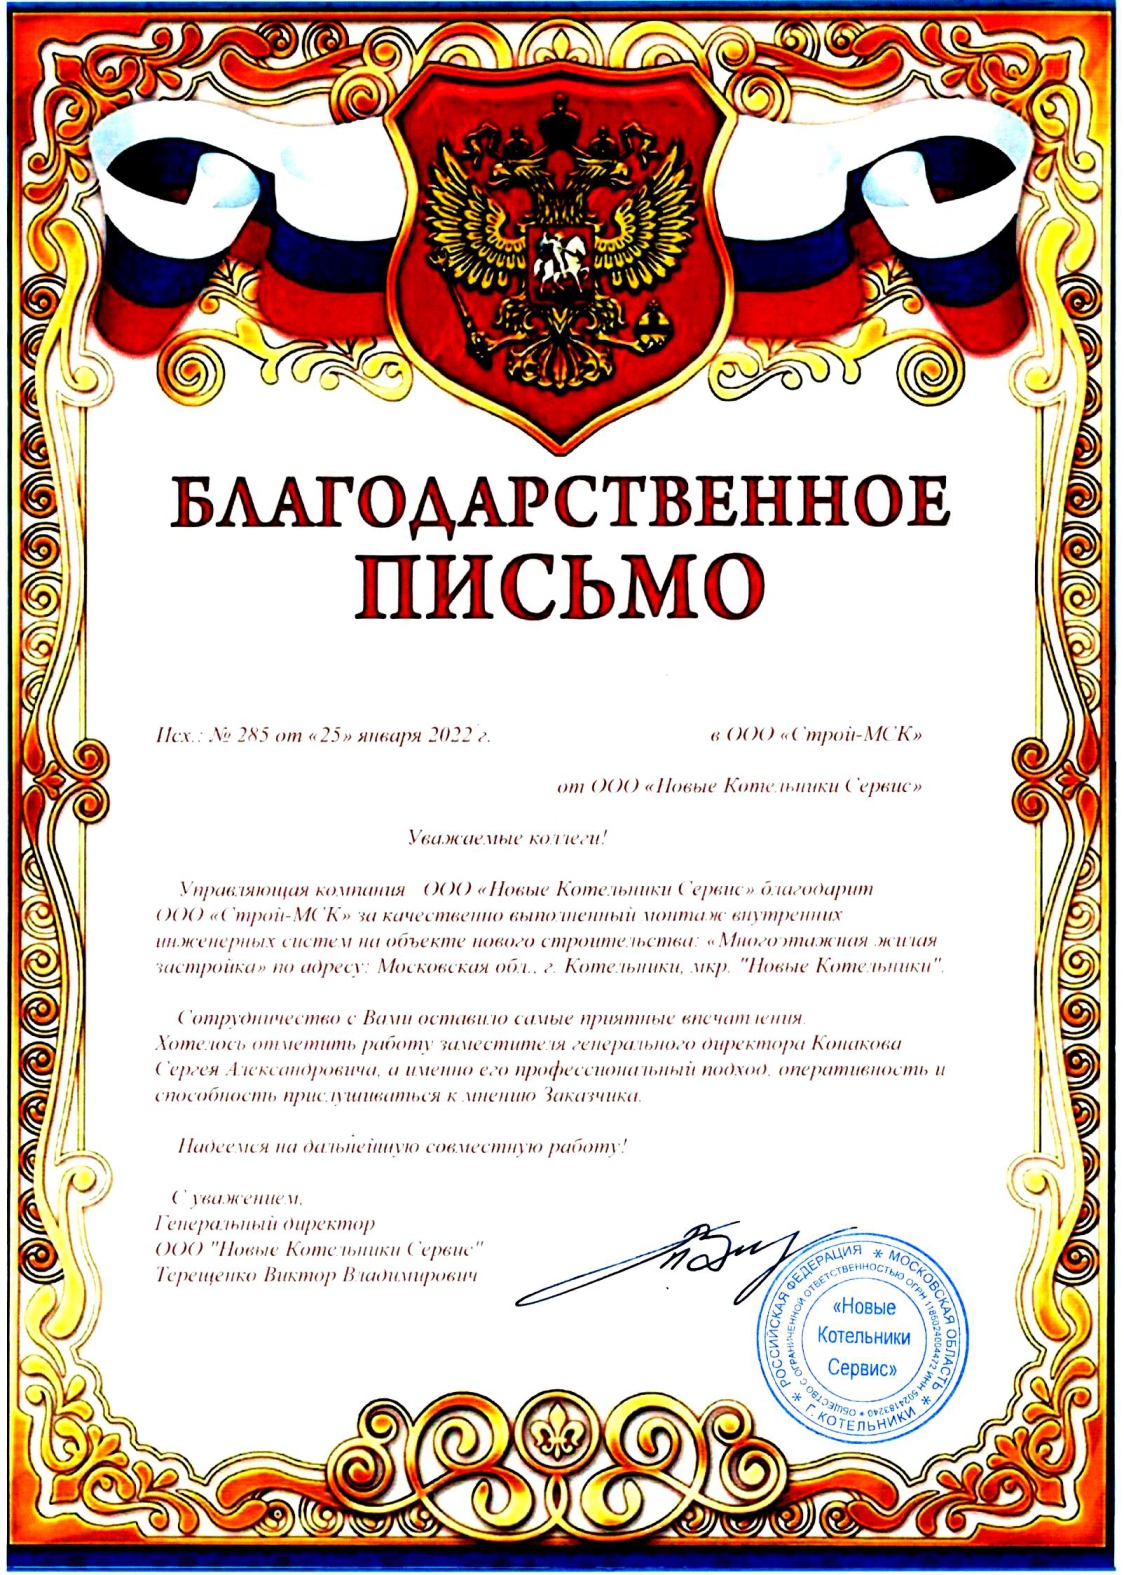 БЛАГОДАРСТВЕННОЕ
ПИСЬМО
Исх.: № 285 от «25» января 2022 г. в ООО «Строй-МСК»
от ООО «Новые Котельники Сервис»
Уважаемые коллеги!
Управляющая компания ООО «Новые Котельники Сервис» благодарит
ООО «Строй-МСК» за качественно выполненный монтаж внутренних
инженерных систем на объекте нового строительства: «Многоэтажная жилая
застройка» по адресу: Московская обл., г. Котельники, мкр. "Новые Котельники".
Сотрудничество с Вами оставило самые приятные впечатления.
Хотелось отметить работу заместителя генерального директора Конакова
Сергея Александровича, а именно его профессиональный подход, оперативность и
способность прислушиваться к мнению Заказчика.
Надеемся на дальнейшую совместную работу!
С уважением,
Генеральный директор
ООО "Новые Котельники Сервис"
Терещенко Виктор Владимирович
РОССИЙСКАЯ ФЕДЕРАЦИЯ * МОСКОВСКАЯ ОБЛАСТЬ * Г. КОТЕЛЬНИКИ *
ОБЩЕСТВО С ОГРАНИЧЕННОЙ ОТВЕТСТВЕННОСТЬЮ ОГРН 1185024004472 ИНН 5024183240 *
«Новые
Котельники
Сервис»